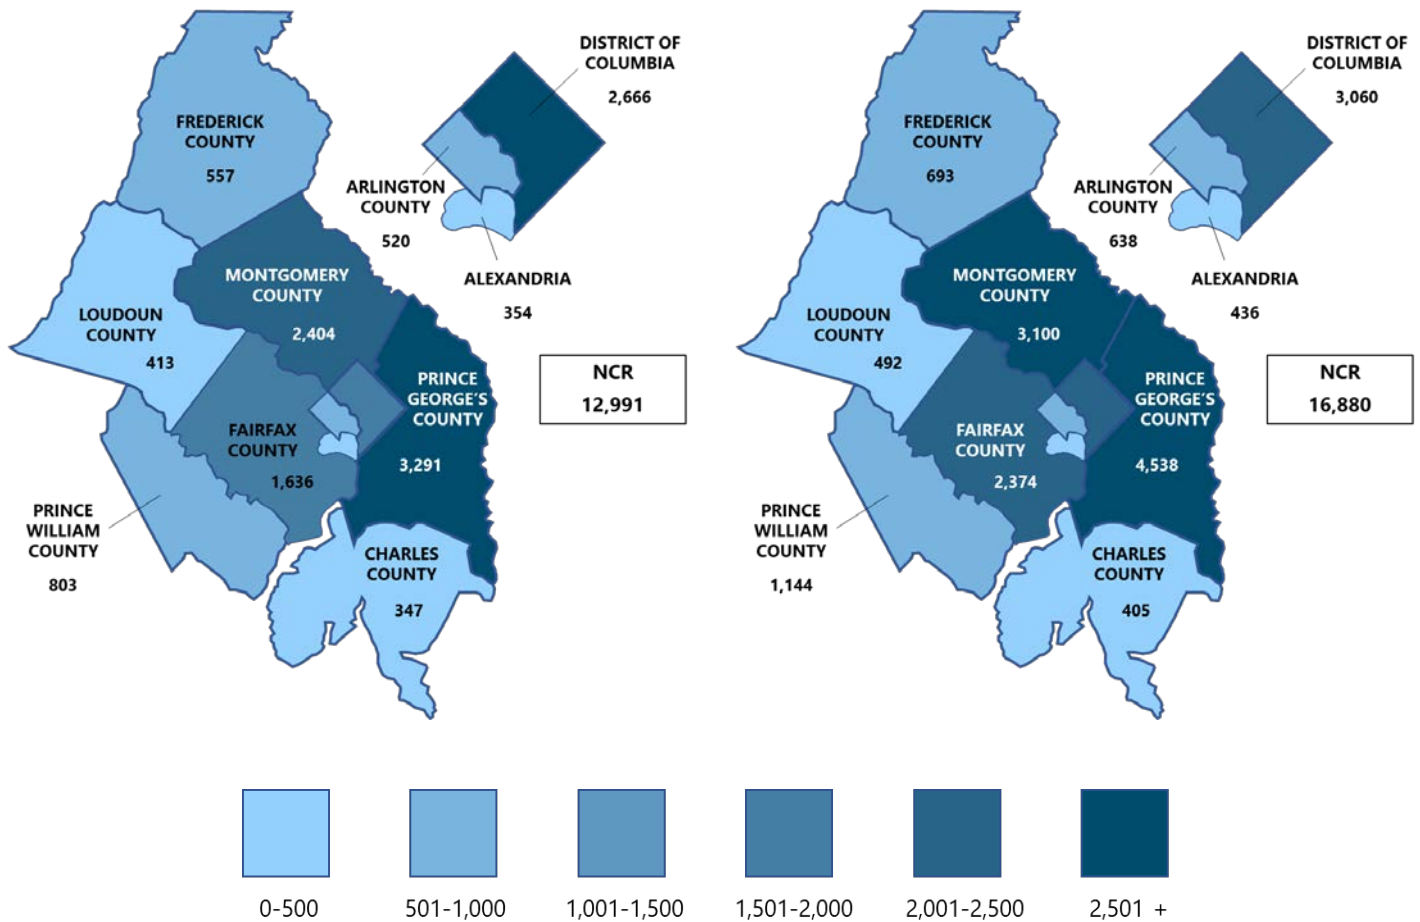 DISTRICT OF
COLUMBIA
2,666
FREDERICK
COUNTY
557
ARLINGTON
COUNTY
520
ALEXANDRIA
354
MONTGOMERY
COUNTY
2,404
LOUDOUN
COUNTY
413
NCR
12,991
PRINCE
GEORGE'S
COUNTY
3,291
FAIRFAX
COUNTY
1,636
PRINCE
WILLIAM
COUNTY
803
CHARLES
COUNTY
347
DISTRICT OF
COLUMBIA
3,060
FREDERICK
COUNTY
693
ARLINGTON
COUNTY
638
ALEXANDRIA
436
MONTGOMERY
COUNTY
3,100
LOUDOUN
COUNTY
492
NCR
16,880
PRINCE
GEORGE'S
COUNTY
4,538
FAIRFAX
COUNTY
2,374
PRINCE
WILLIAM
COUNTY
1,144
CHARLES
COUNTY
405
0-500
501-1,000
1,001-1,500
1,501-2,000
2,001-2,500
2,501 +